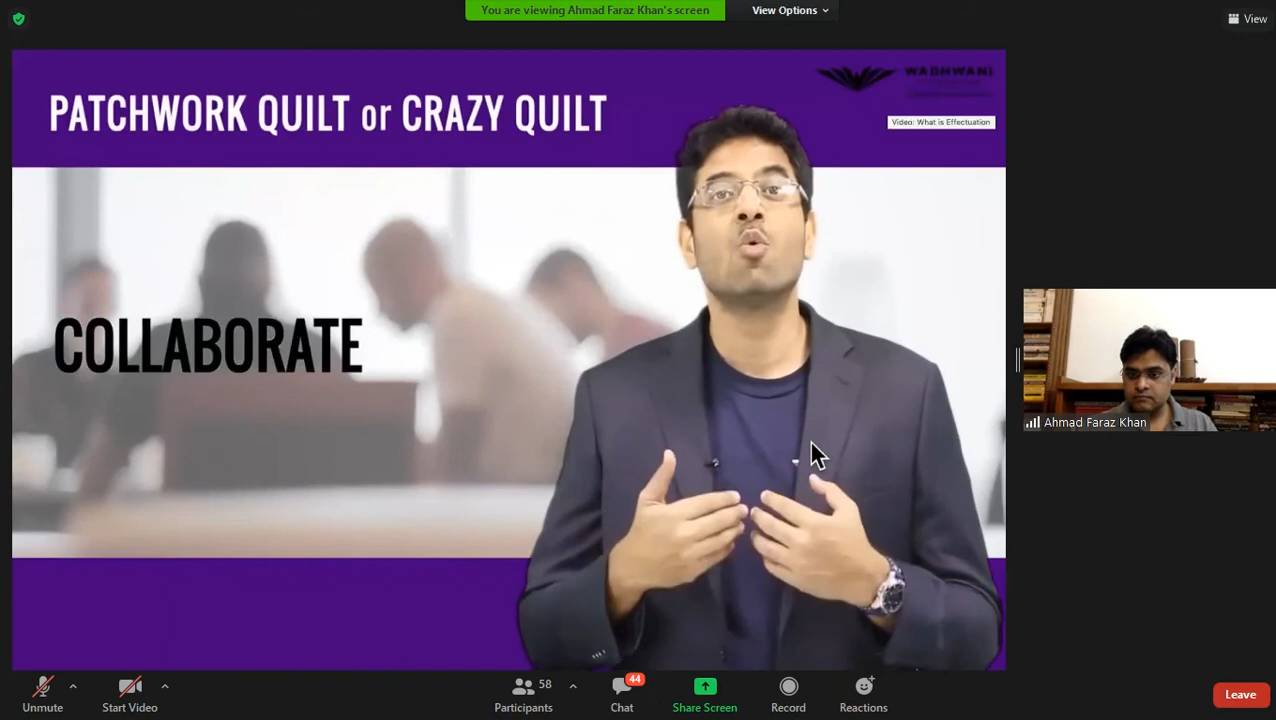 You are viewing Ahmad Faraz Khan's screen
View Options
View
PATCHWORK QUILT or CRAZY QUILT
WADHWANI
Video: What is Effectuation
COLLABORATE
Ahmad Faraz Khan
58
44
Unmute
Start Video
Participants
Chat
Share Screen
Record
Reactions
Leave